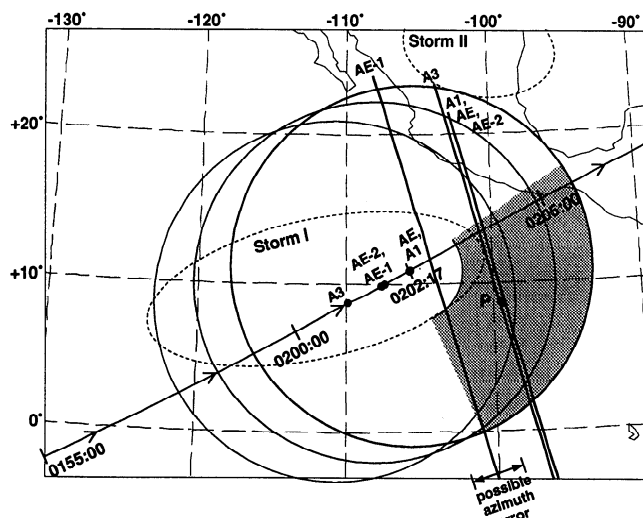 -130° -120° -110° -100° -90°
Storm II
AE-1
A3
A1,
AE,
AE-2
+20°
Storm I
AE-2,
AE-1
AE,
A1
A3
+10°
0202:17
0206:00
P
0200:00
0°
0155:00
possible
azimuth